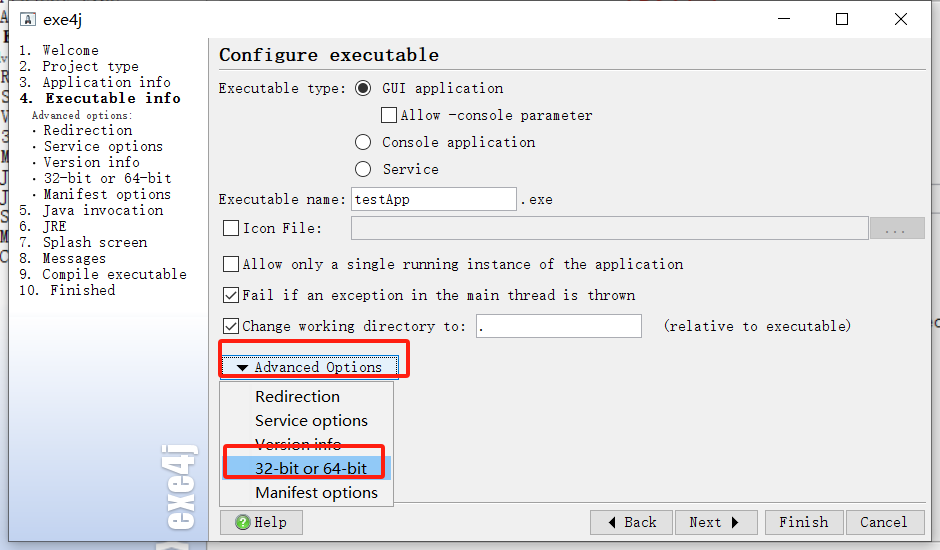 exe4j
1. Welcome
2. Project type
3. Application info
4. Executable info
Advanced options:
· Redirection
· Service options
· Version info
· 32-bit or 64-bit
· Manifest options
5. Java invocation
6. JRE
7. Splash screen
8. Messages
9. Compile executable
10. Finished
exe4j
Configure executable
Executable type: GUI application
Allow -console parameter
Console application
Service
Executable name: testApp .exe
Icon File: ...
Allow only a single running instance of the application
Fail if an exception in the main thread is thrown
Change working directory to: . (relative to executable)
Advanced Options
Redirection
Service options
Version info
32-bit or 64-bit
Manifest options
Help Back Next Finish Cancel